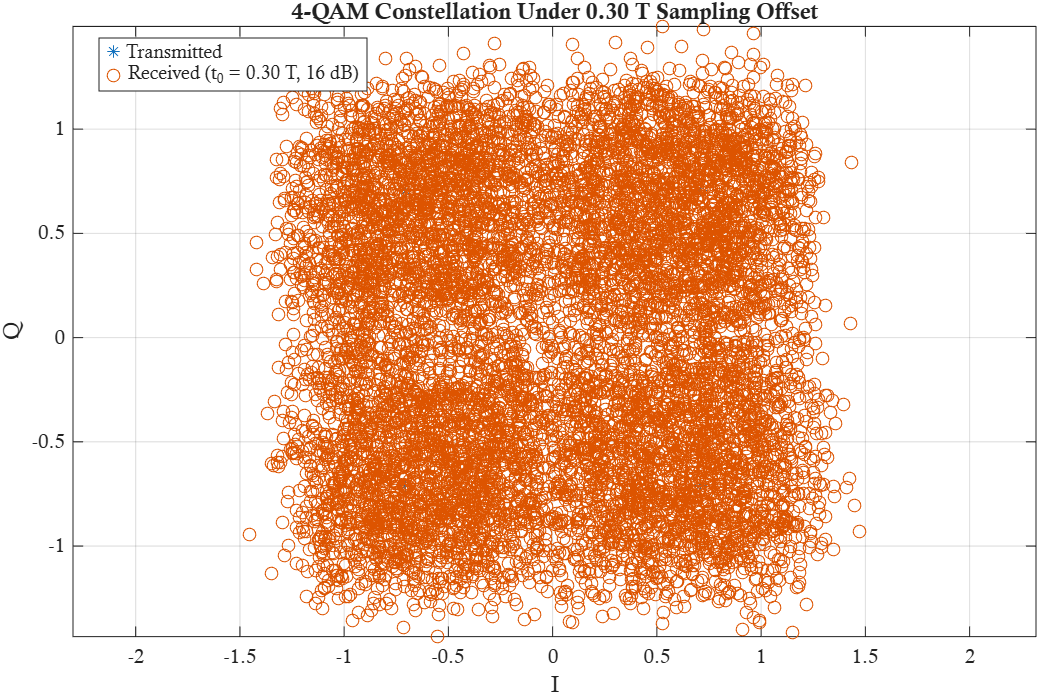 4-QAM Constellation Under 0.30 T Sampling Offset
Transmitted
Received (t₀ = 0.30 T, 16 dB)
1
0.5
0
-0.5
-1
Q
-2 -1.5 -1 -0.5 0 0.5 1 1.5 2
I